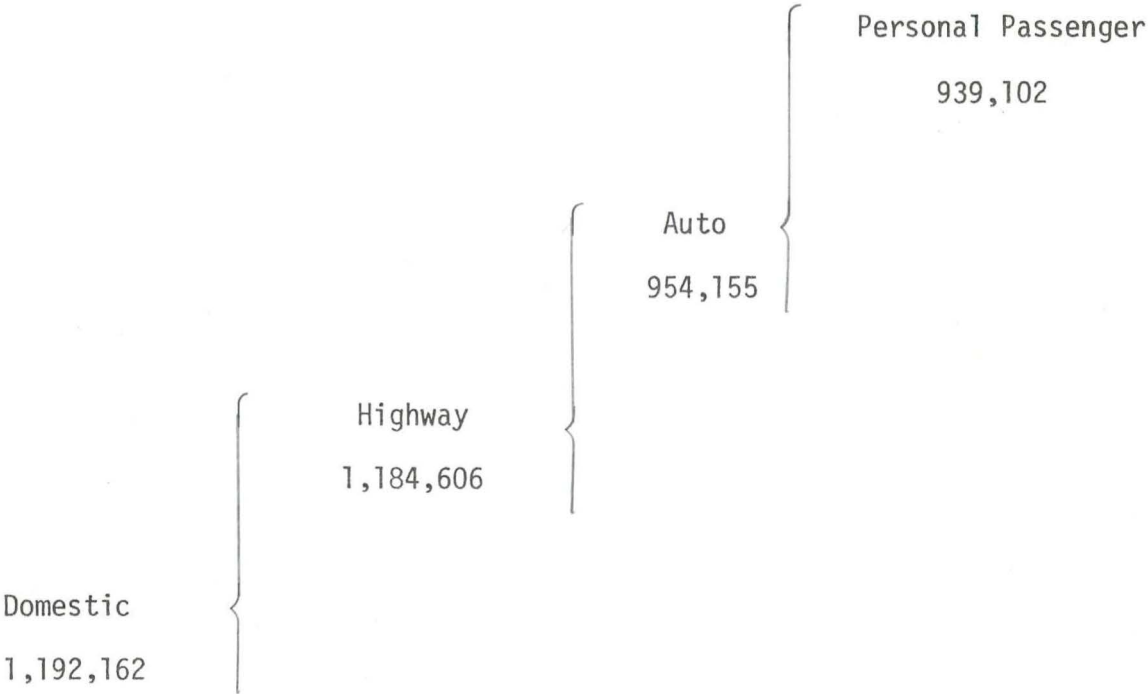 Personal Passenger
939,102
Auto
954,155
Highway
1,184,606
Domestic
1,192,162